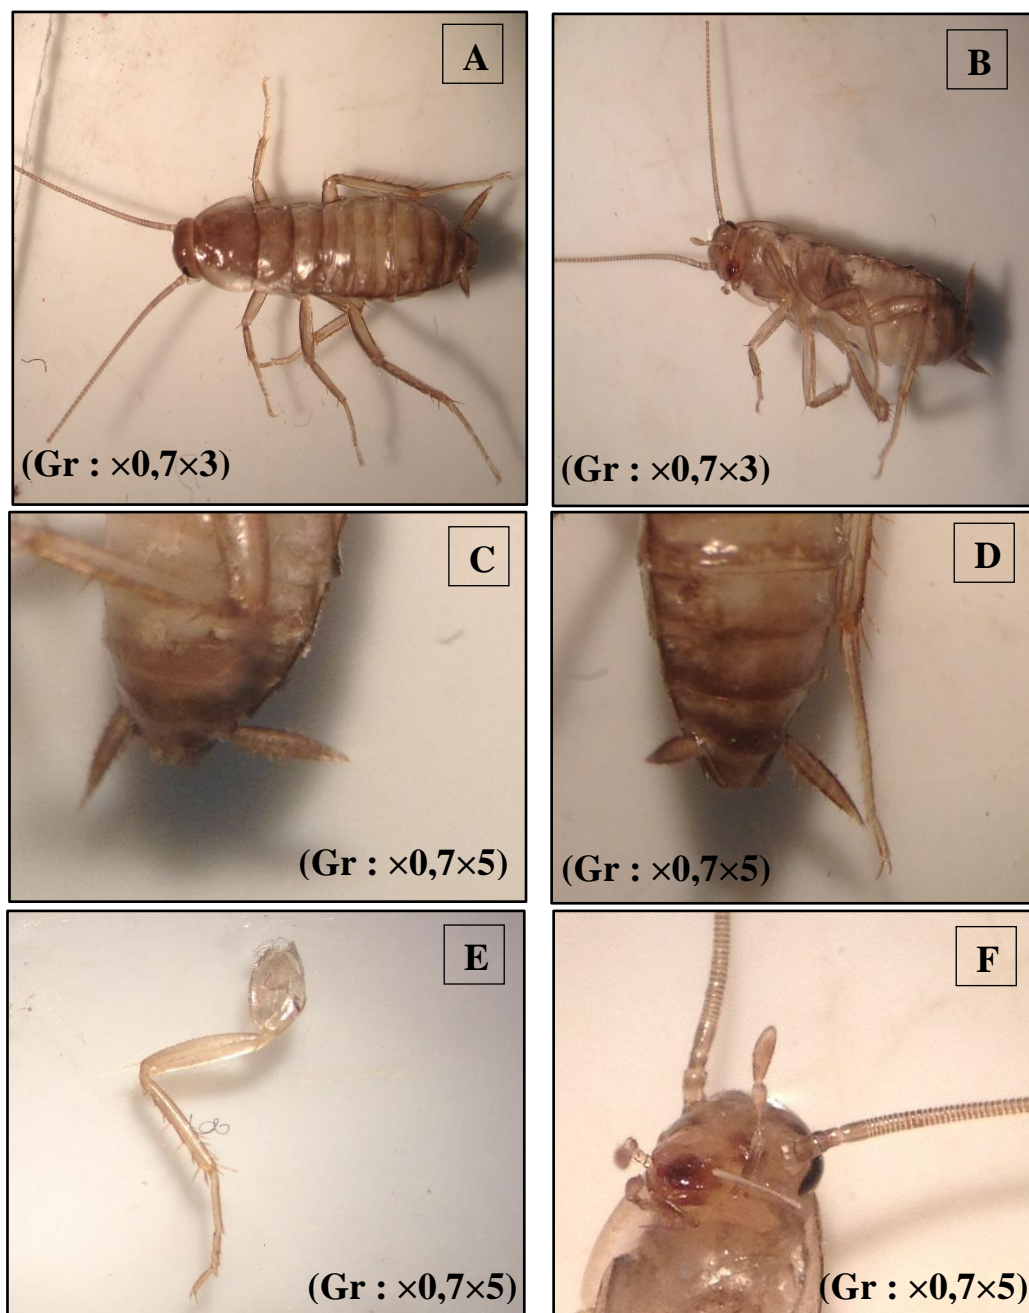 A
B
(Gr : ×0,7×3)
(Gr : ×0,7×3)
C
D
(Gr : ×0,7×5)
(Gr : ×0,7×5)
E
F
(Gr : ×0,7×5)
(Gr : ×0,7×5)